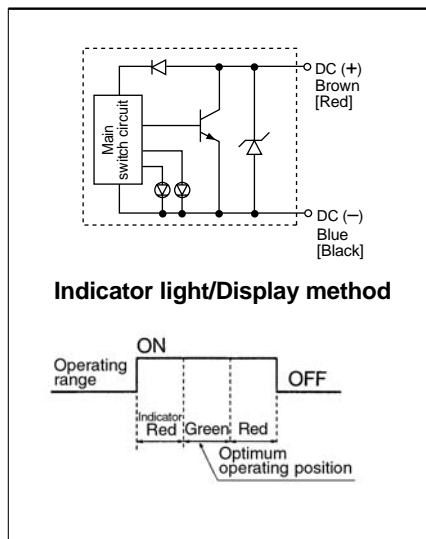 DC (+)
Brown
[Red]
Main
switch circuit
DC (−)
Blue
[Black]
Indicator light/Display method
ON
Operating
range
OFF
Indicator
Red Green Red
Optimum
operating position